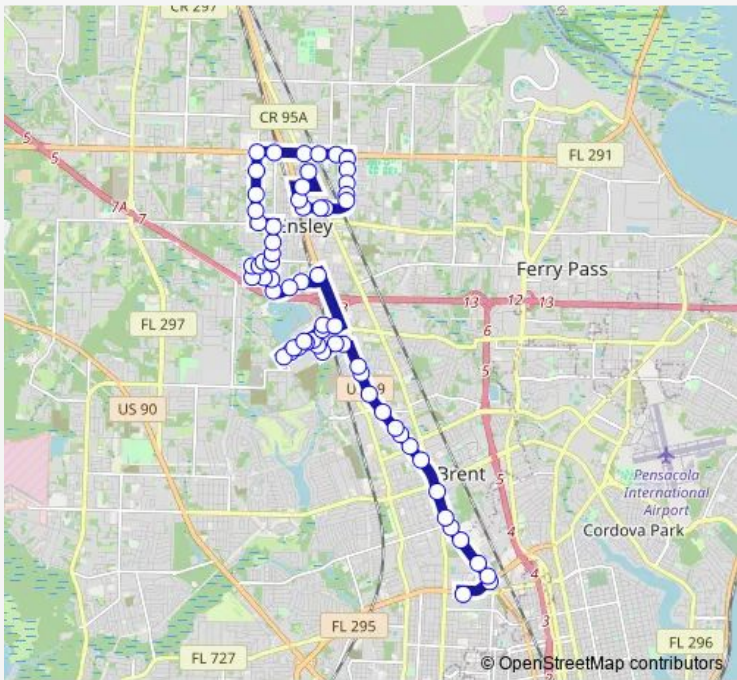 CR 297
CR 95A
FL 291
5
5
7A
7
Ensley
Ferry Pass
13
12
13
6
FL 297
5
US 90
Brent
5
Pensacola
International
Airport
4
Cordova Park
4
FL 295
3
FL 296
FL 727
© OpenStreetMap contributors